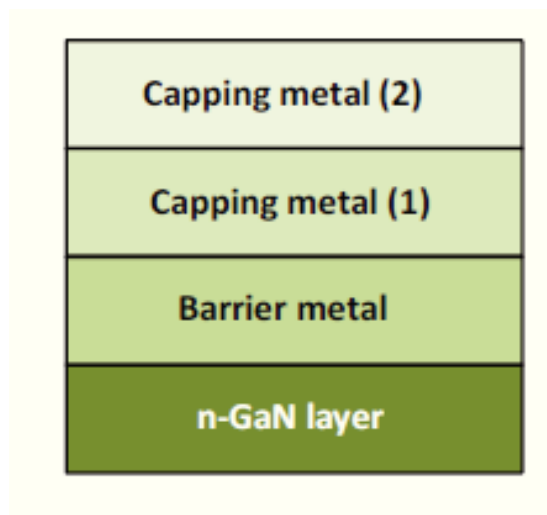 Capping metal (2)
Capping metal (1)
Barrier metal
n-GaN layer